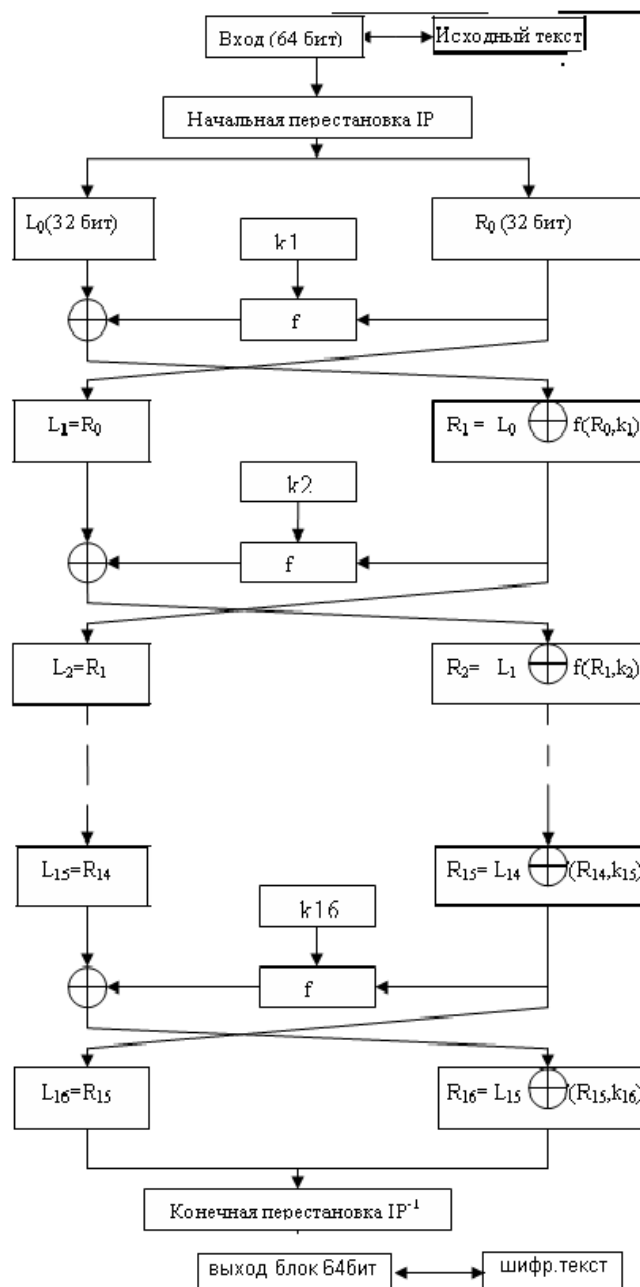 Вход (64 бит)
Исходный текст
Начальная перестановка IP
L₀(32 бит)
R₀ (32 бит)
k1
f
L₁=R₀
R₁ = L₀ ⊕ f(R₀,k₁)
k2
f
L₂=R₁
R₂= L₁ ⊕ f(R₁,k₂)
L₁₅=R₁₄
R₁₅= L₁₄ ⊕ (R₁₄,k₁₅)
k16
f
L₁₆=R₁₅
R₁₆= L₁₅ ⊕ (R₁₅,k₁₆)
Конечная перестановка IP⁻¹
выход блок 64бит
шифр.текст